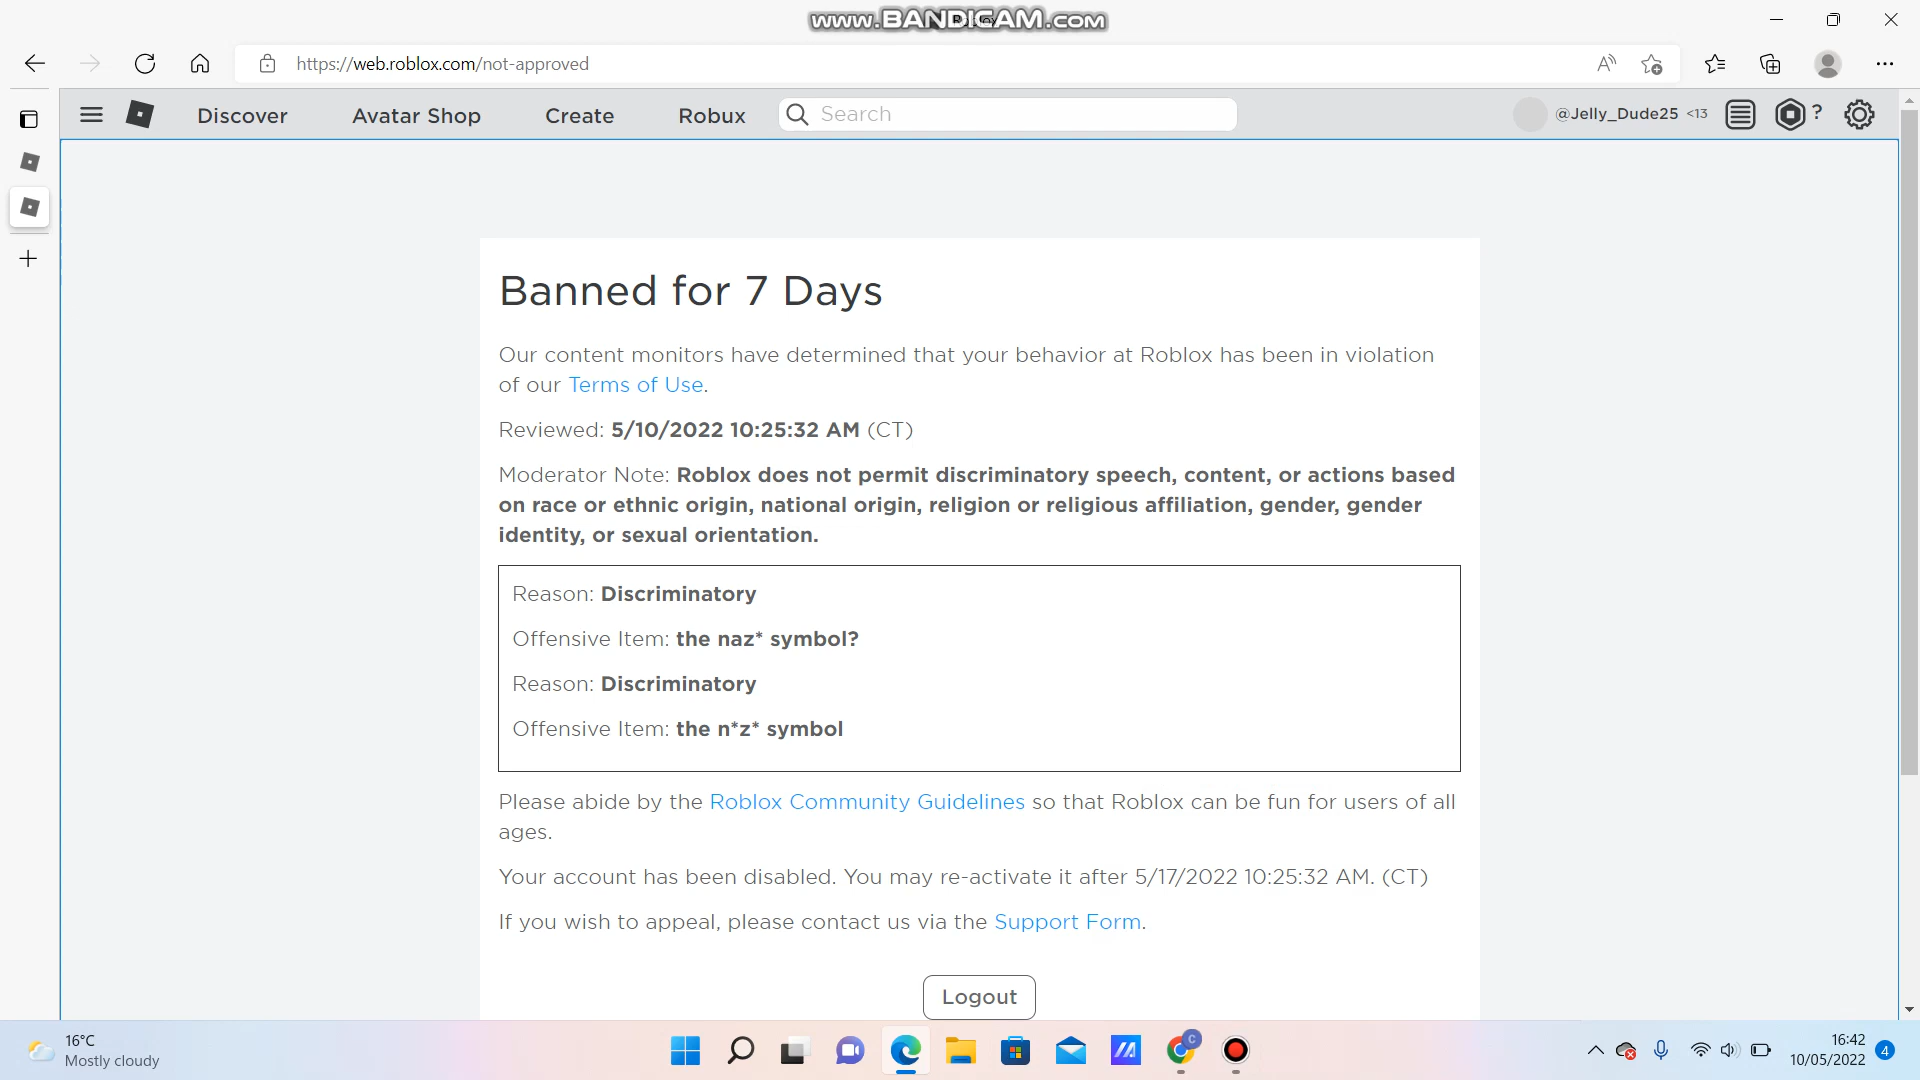 www.BANDICAM.com
https://web.roblox.com/not-approved
Discover Avatar Shop Create Robux Search @Jelly_Dude25 <13 ?
Banned for 7 Days
Our content monitors have determined that your behavior at Roblox has been in violation
of our Terms of Use.
Reviewed: 5/10/2022 10:25:32 AM (CT)
Moderator Note: Roblox does not permit discriminatory speech, content, or actions based
on race or ethnic origin, national origin, religion or religious affiliation, gender, gender
identity, or sexual orientation.
Reason: Discriminatory
Offensive Item: the naz* symbol?
Reason: Discriminatory
Offensive Item: the n*z* symbol
Please abide by the Roblox Community Guidelines so that Roblox can be fun for users of all
ages.
Your account has been disabled. You may re-activate it after 5/17/2022 10:25:32 AM. (CT)
If you wish to appeal, please contact us via the Support Form.
Logout
16°C
Mostly cloudy
C
16:42
10/05/2022 4